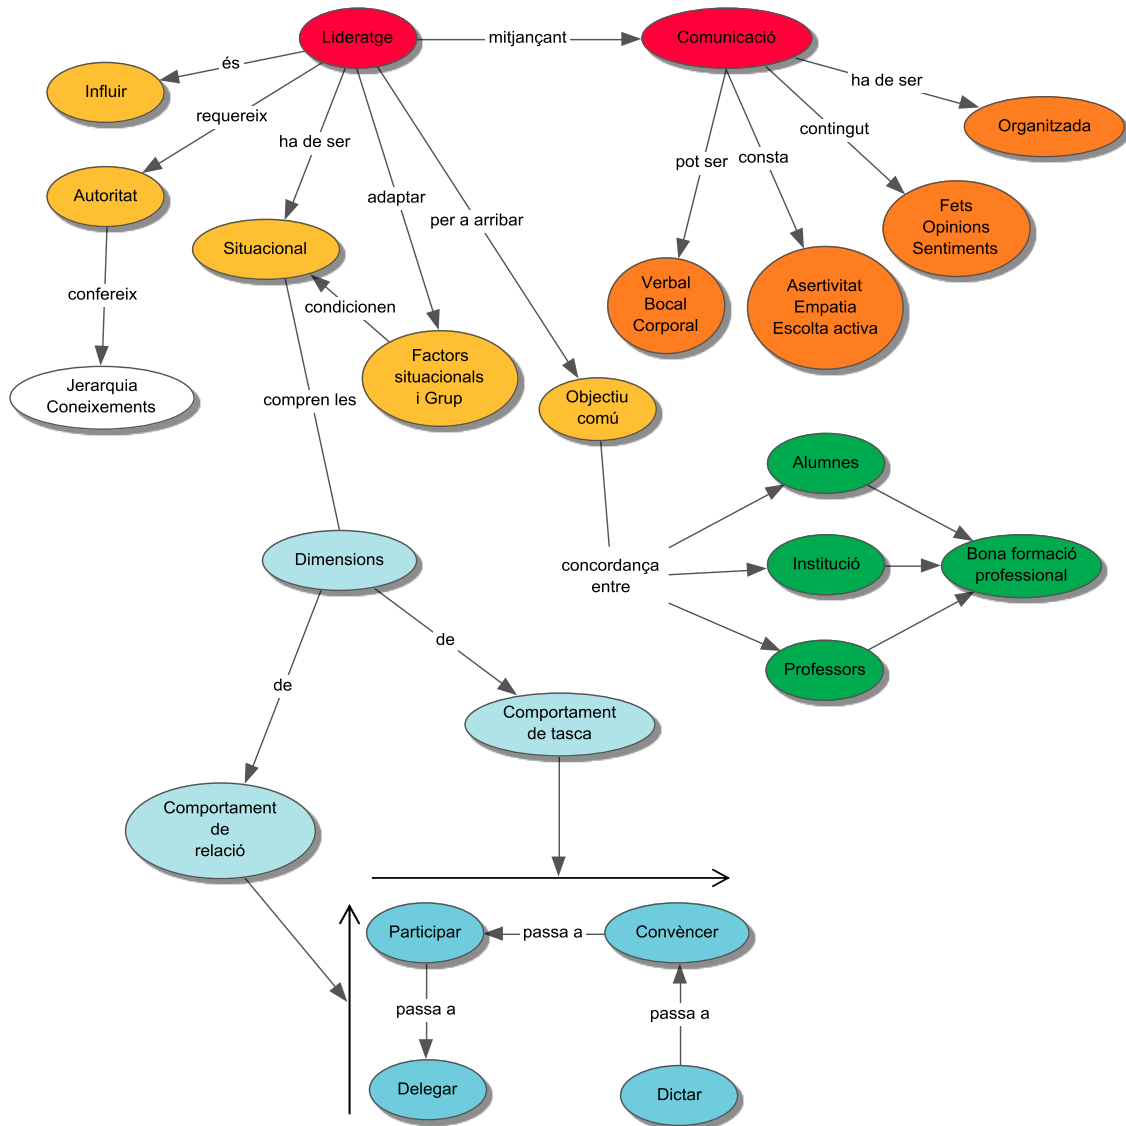 Lideratge
mitjançant
Comunicació
és
Influir
ha de ser
Organitzada
requereix
ha de ser
contingut
pot ser
consta
Autoritat
adaptar
per a arribar
Fets
Opinions
Sentiments
Situacional
Verbal
Bocal
Corporal
Asertivitat
Empatia
Escolta activa
confereix
condicionen
Jerarquia
Coneixements
Factors
situacionals
i Grup
compren les
Objectiu
comú
Alumnes
Dimensions
concordança
entre
Institució
Bona formació
professional
de
de
Professors
Comportament
de tasca
Comportament
de
relació
Participar
passa a
Convèncer
passa a
passa a
Delegar
Dictar